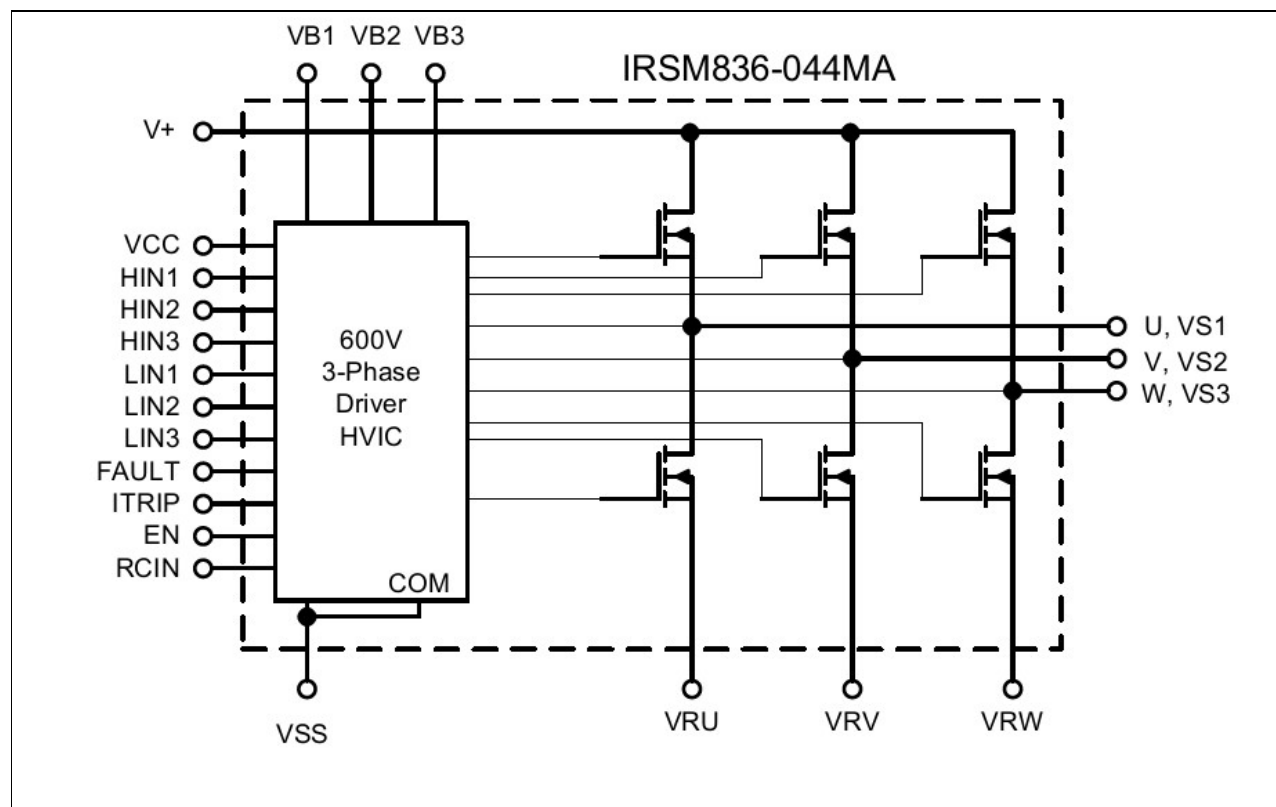 VB1 VB2 VB3
IRSM836-044MA
V+
VCC
HIN1
HIN2
HIN3
LIN1
LIN2
LIN3
FAULT
ITRIP
EN
RCIN
600V
3-Phase
Driver
HVIC
COM
U, VS1
V, VS2
W, VS3
VSS
VRU VRV VRW